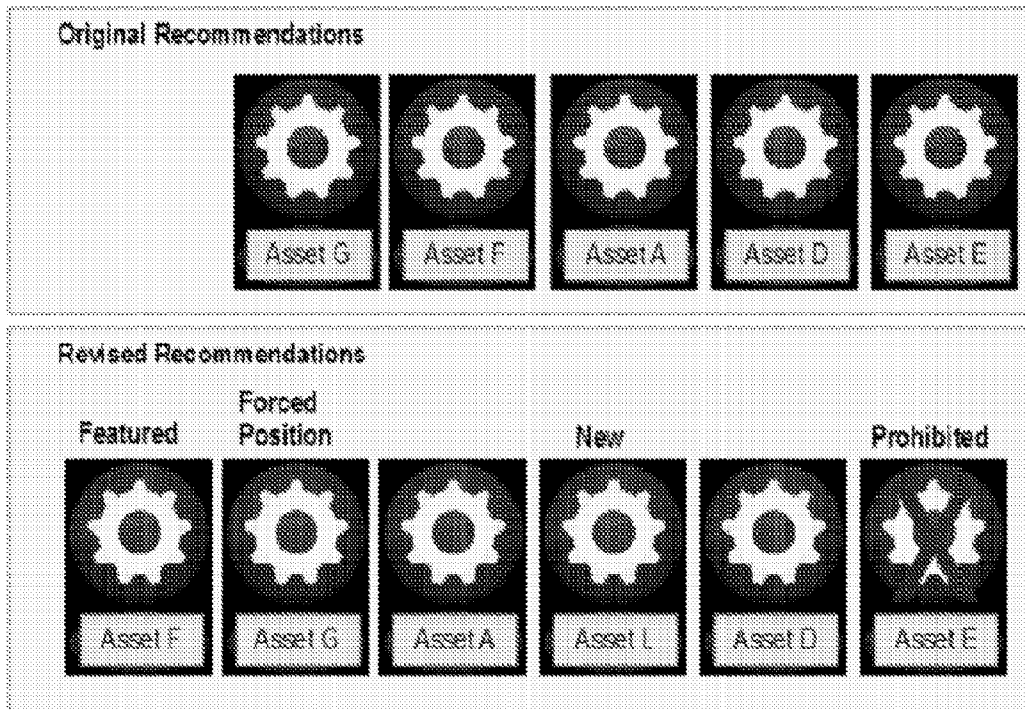 Original Recommendations
Asset G Asset F Asset A Asset D Asset E
Revised Recommendations
Featured Forced Position New Prohibited
Asset F Asset G Asset A Asset L Asset D Asset E